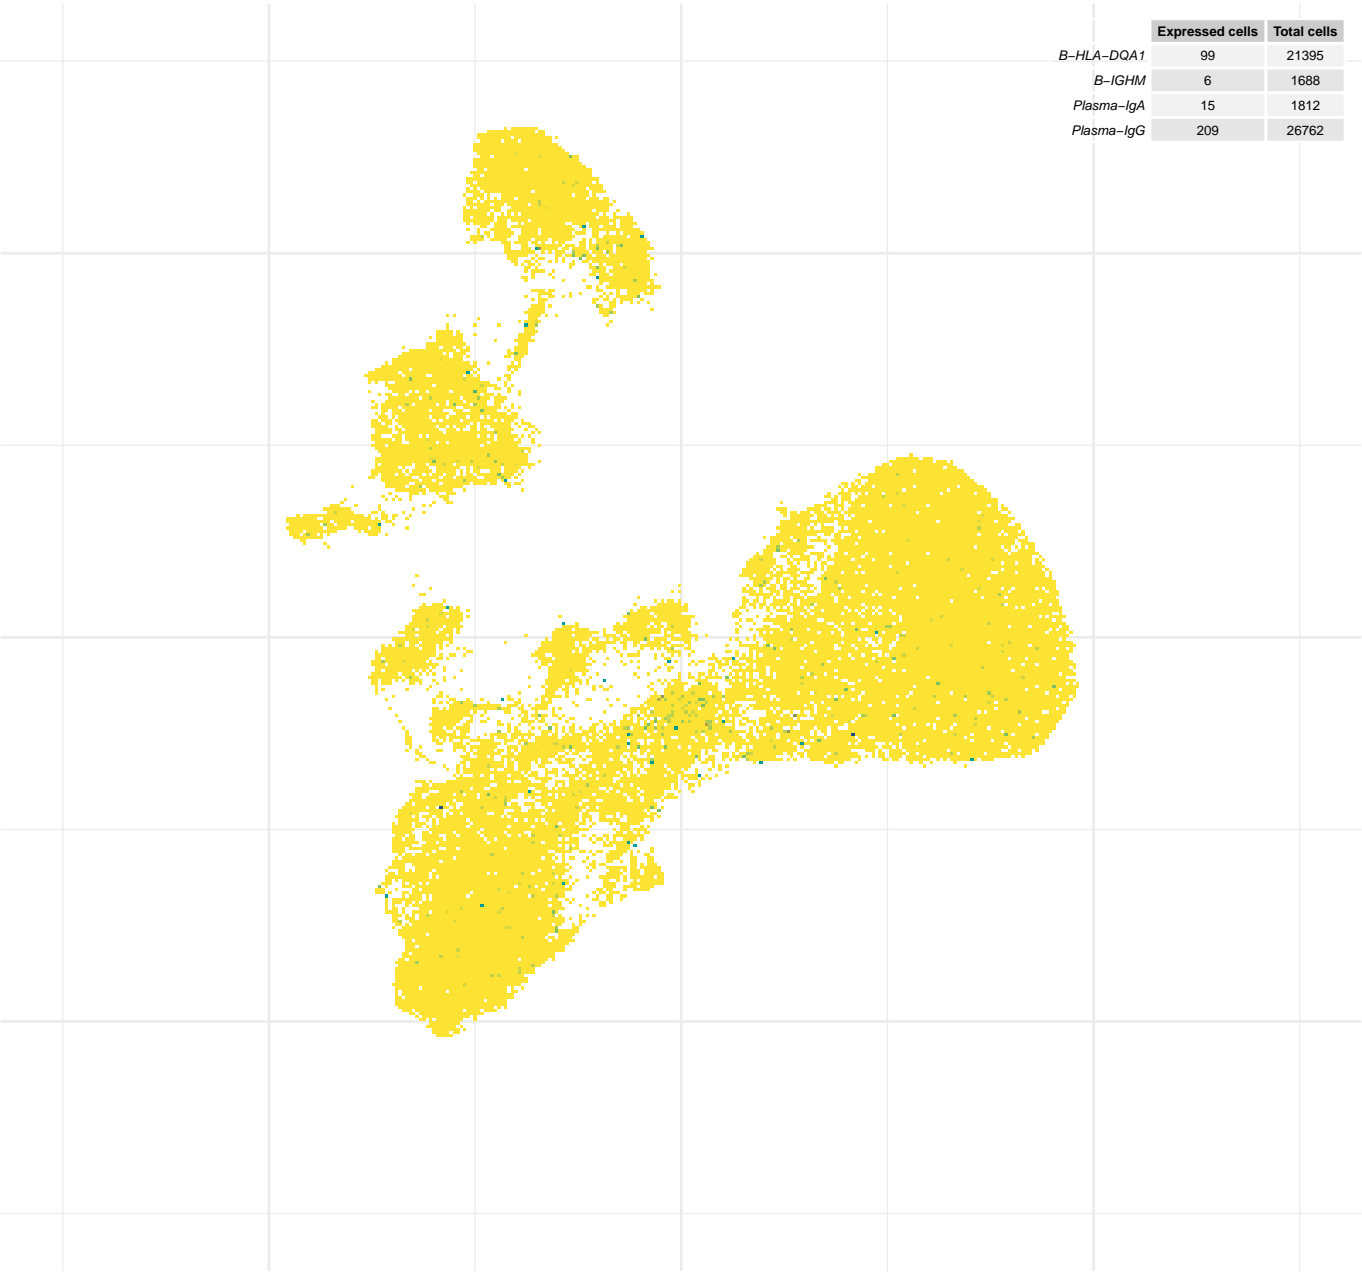 Expressed cells Total cells
B−HLA−DQA1 99 21395
B−IGHM 6 1688
Plasma−IgA 15 1812
Plasma−IgG 209 26762